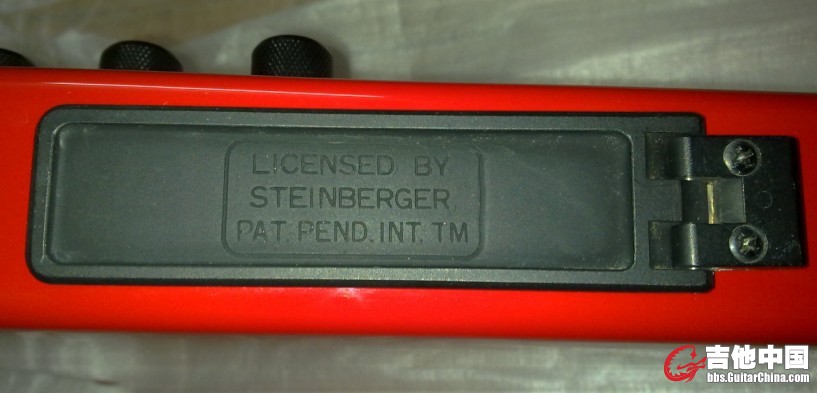 LICENSED BY
STEINBERGER
PAT. PEND. INT. TM
吉他中国
bbs.GuitarChina.com